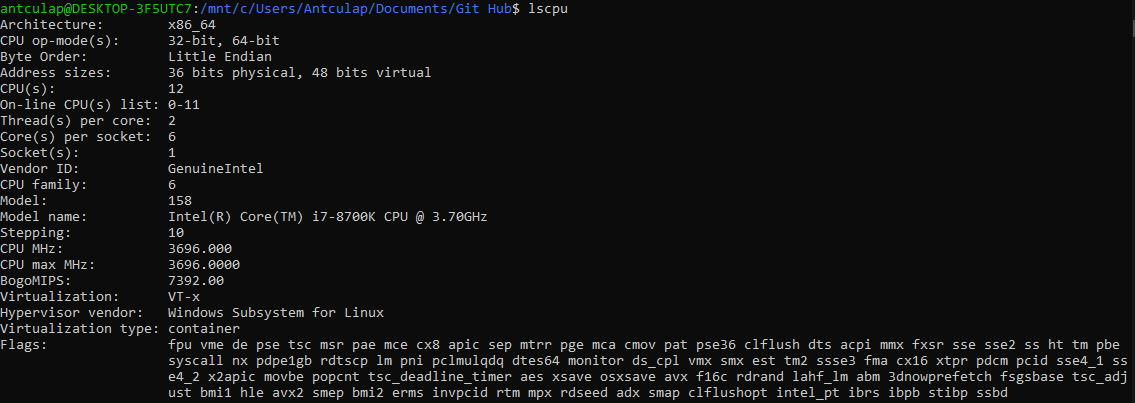 antculap@DESKTOP-3F5UTC7:/mnt/c/Users/Antculap/Documents/Git Hub$ lscpu
Architecture:        x86_64
CPU op-mode(s):      32-bit, 64-bit
Byte Order:          Little Endian
Address sizes:       36 bits physical, 48 bits virtual
CPU(s):              12
On-line CPU(s) list: 0-11
Thread(s) per core:  2
Core(s) per socket:  6
Socket(s):           1
Vendor ID:           GenuineIntel
CPU family:          6
Model:               158
Model name:          Intel(R) Core(TM) i7-8700K CPU @ 3.70GHz
Stepping:            10
CPU MHz:             3696.000
CPU max MHz:         3696.0000
BogoMIPS:            7392.00
Virtualization:      VT-x
Hypervisor vendor:   Windows Subsystem for Linux
Virtualization type: container
Flags:               fpu vme de pse tsc msr pae mce cx8 apic sep mtrr pge mca cmov pat pse36 clflush dts acpi mmx fxsr sse sse2 ss ht tm pbe
syscall nx pdpe1gb rdtscp lm pni pclmulqdq dtes64 monitor ds_cpl vmx smx est tm2 ssse3 fma cx16 xtpr pdcm pcid sse4_1 ss
e4_2 x2apic movbe popcnt tsc_deadline_timer aes xsave osxsave avx f16c rdrand lahf_lm abm 3dnowprefetch fsgsbase tsc_adj
ust bmi1 hle avx2 smep bmi2 erms invpcid rtm mpx rdseed adx smap clflushopt intel_pt ibrs ibpb stibp ssbd